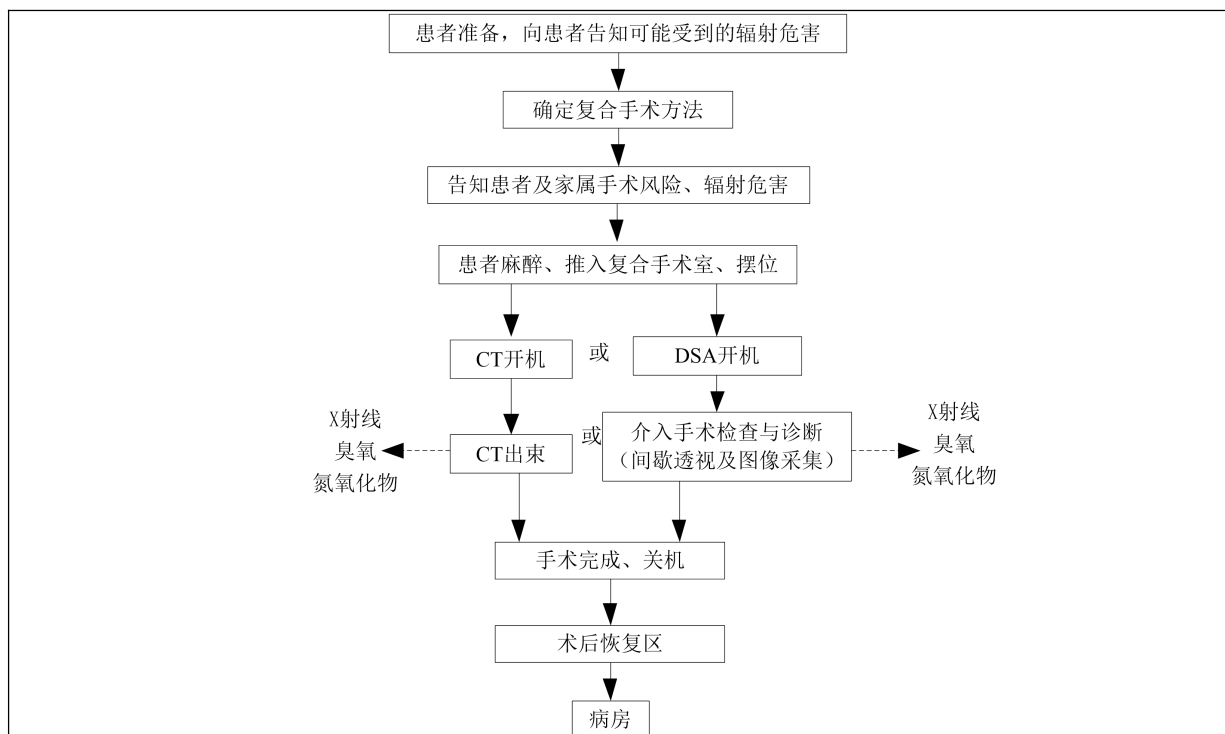 患者准备，向患者告知可能受到的辐射危害
确定复合手术方法
告知患者及家属手术风险、辐射危害
患者麻醉、推入复合手术室、摆位
CT开机
或
DSA开机
X射线
臭氧
氮氧化物
CT出束
或
介入手术检查与诊断
（间歇透视及图像采集）
X射线
臭氧
氮氧化物
手术完成、关机
术后恢复区
病房